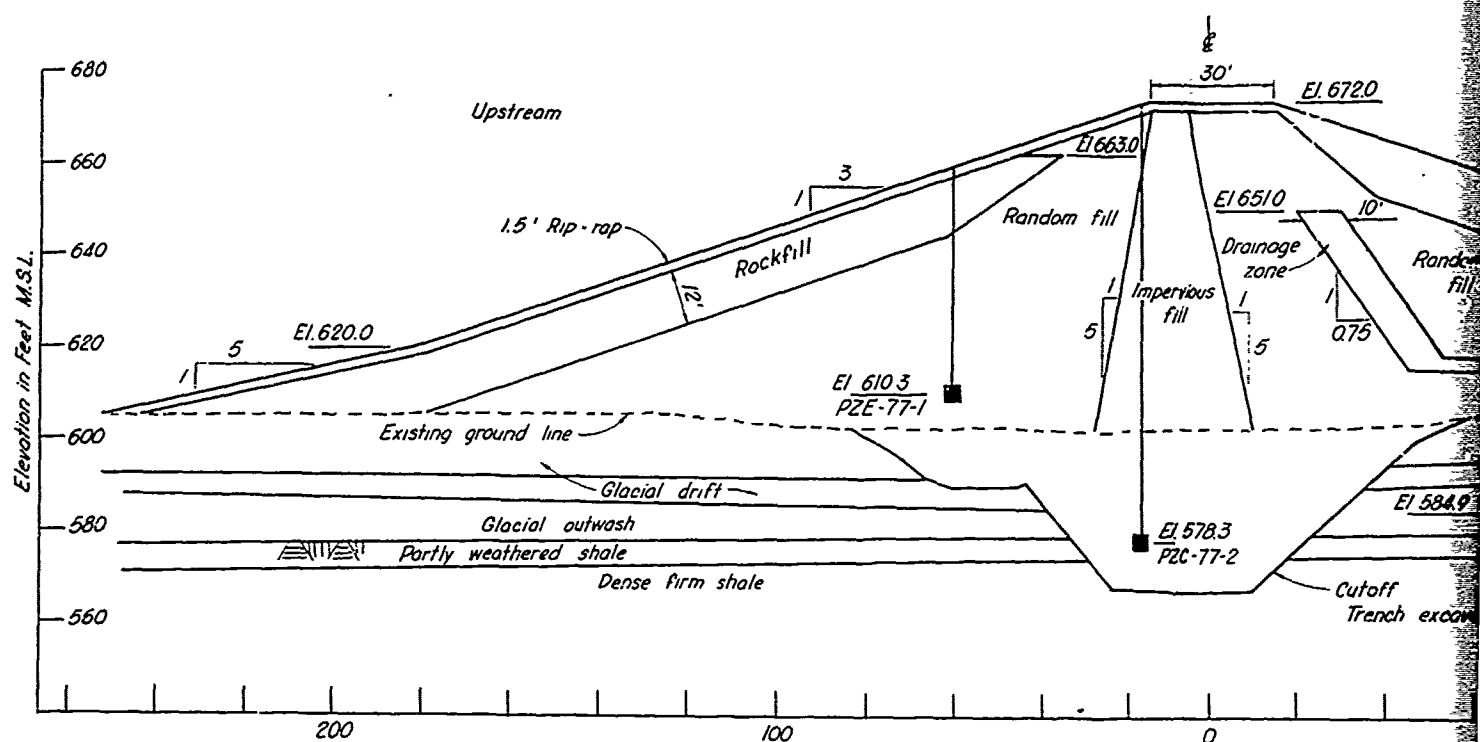 ℄
680
30'
El. 672.0
Upstream
660
El 663.0
3
1
El 651.0
10'
Random fill
1.5' Rip-rap
Drainage
zone
640
Rockfill
Random
fill
12'
1
Impervious
fill
1
1
5
5
0.75
El. 620.0
620
5
1
El 610.3
PZE-77-1
600
Existing ground line
Glacial drift
El 584.9
Glacial outwash
580
El. 578.3
PZC-77-2
Partly weathered shale
Dense firm shale
Cutoff
Trench
560
Elevation in Feet M.S.L.
200
100
0